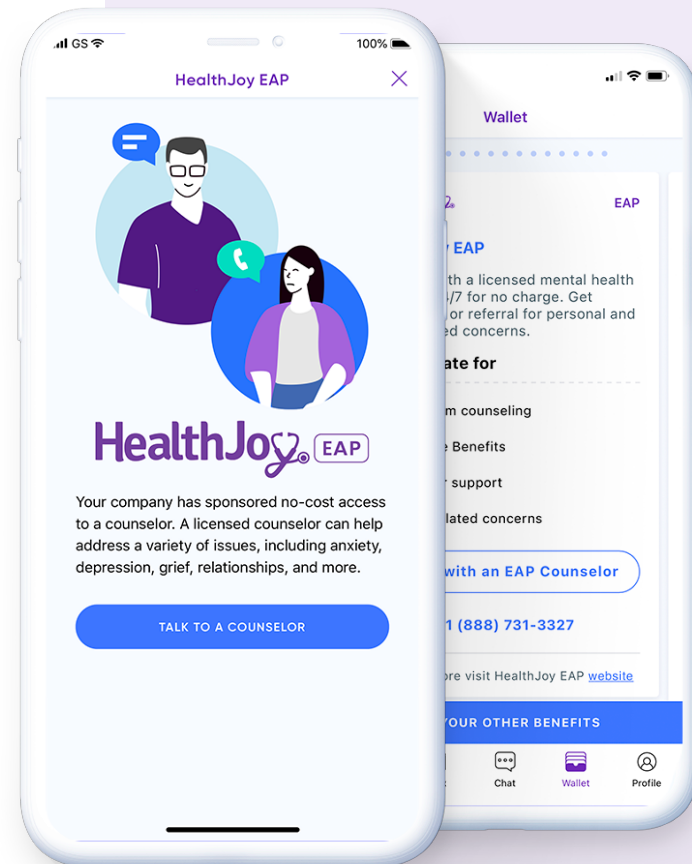 GS
100%
HealthJoy EAP
HealthJoy EAP
Your company has sponsored no-cost access
to a counselor. A licensed counselor can help
address a variety of issues, including anxiety,
depression, grief, relationships, and more.
TALK TO A COUNSELOR
Wallet
EAP
EAP
a licensed mental health
/7 for no charge. Get
or referral for personal and
concerns.
for
counseling
Benefits
support
concerns
with an EAP Counselor
1 (888) 731-3327
visit HealthJoy EAP website
YOUR OTHER BENEFITS
Chat
Wallet
Profile